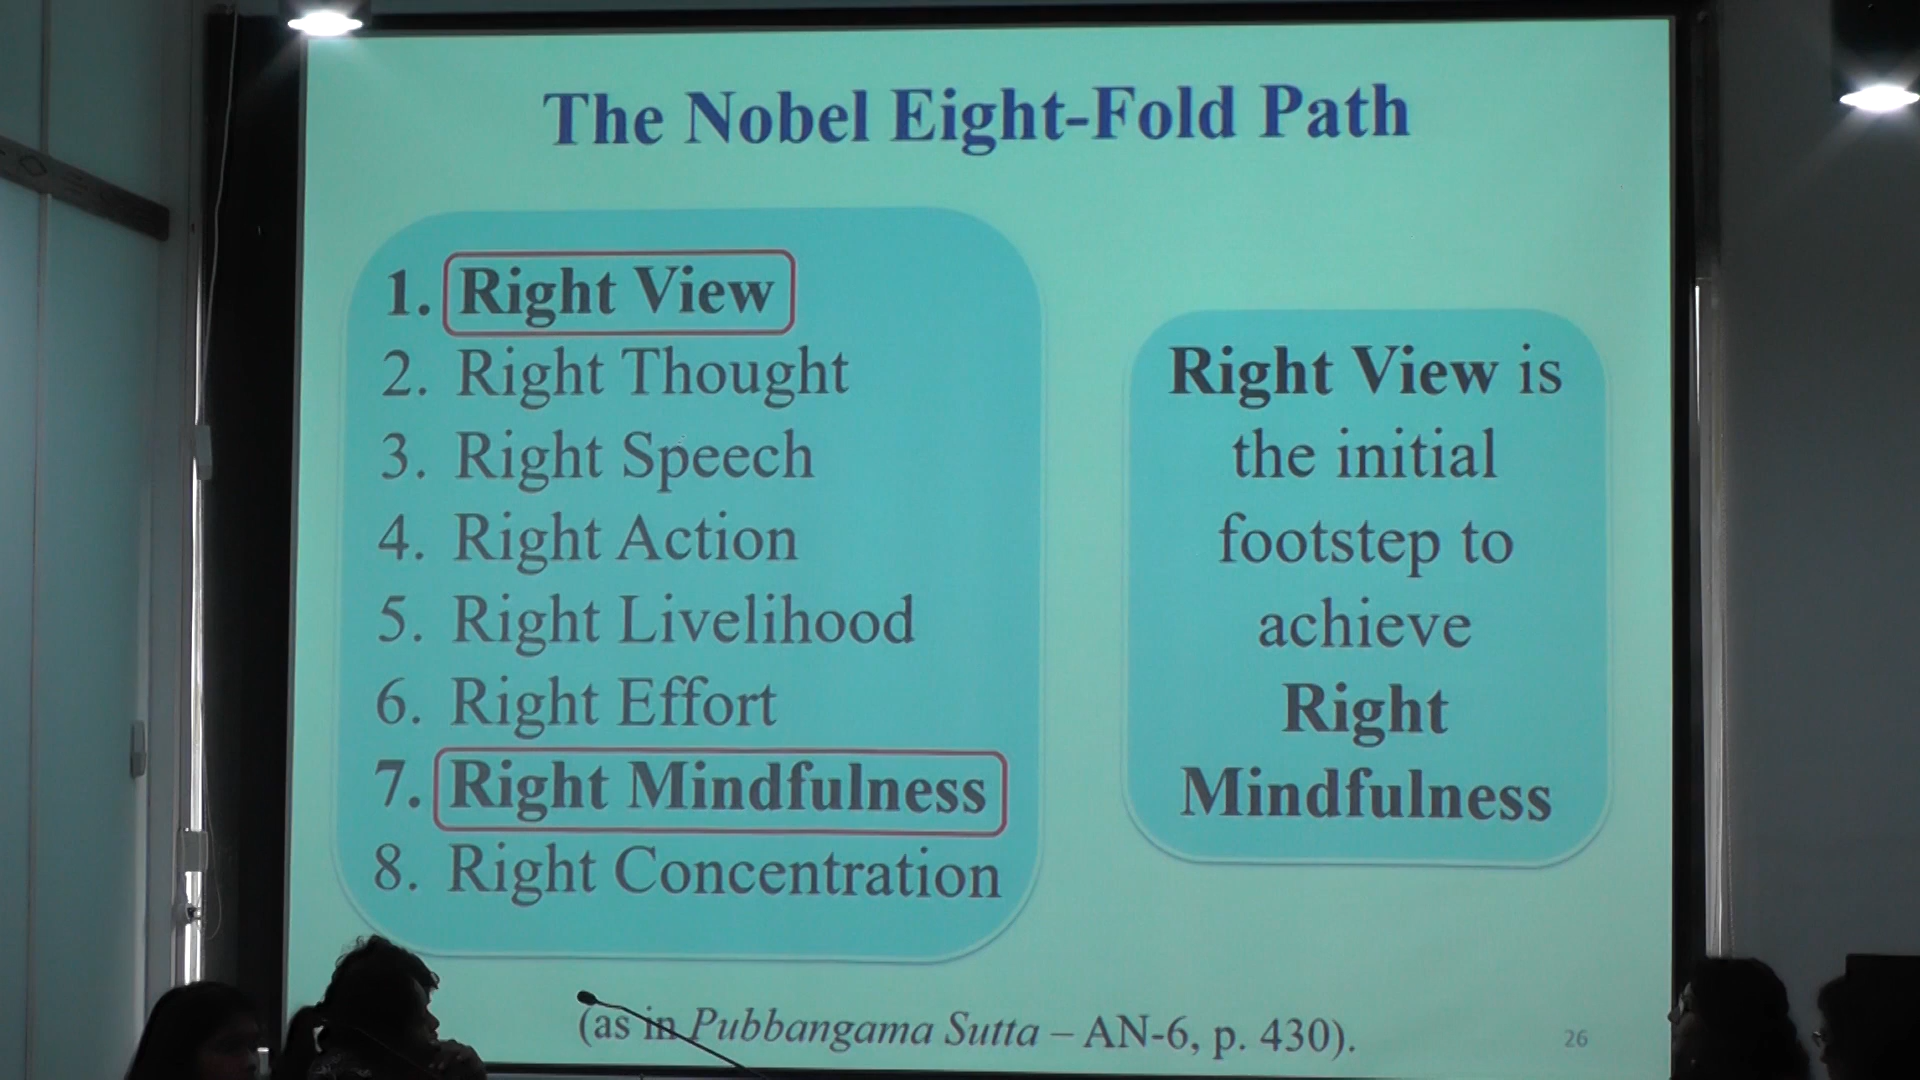 The Nobel Eight-Fold Path
1. Right View
2. Right Thought
3. Right Speech
4. Right Action
5. Right Livelihood
6. Right Effort
7. Right Mindfulness
8. Right Concentration
Right View is
the initial
footstep to
achieve
Right
Mindfulness
(as in Pubbangama Sutta – AN-6, p. 430).
26